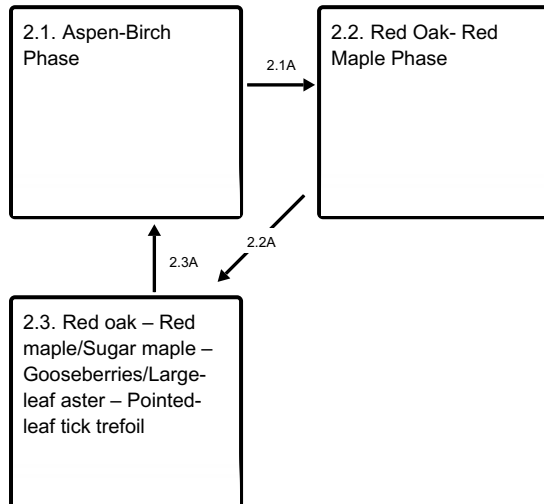 2.1. Aspen-Birch
Phase
2.1A
2.2. Red Oak- Red
Maple Phase
2.2A
2.3A
2.3. Red oak – Red
maple/Sugar maple –
Gooseberries/Large-
leaf aster – Pointed-
leaf tick trefoil